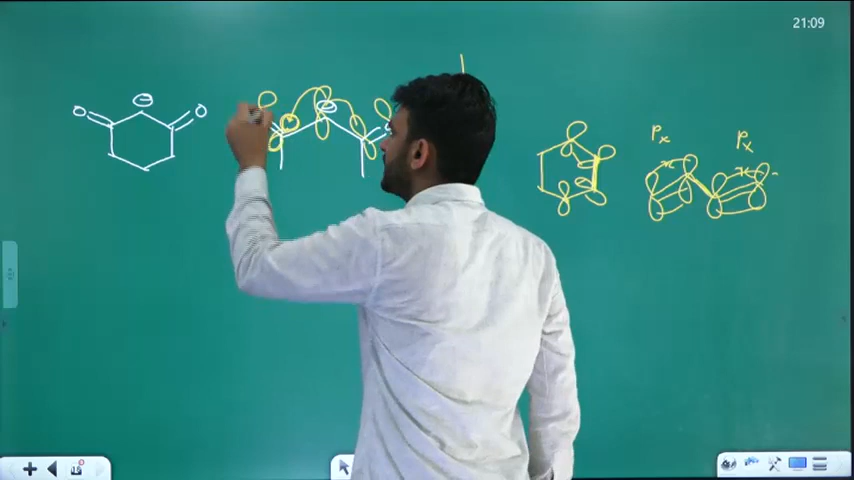 21:09
O ⊖ O
⊖
Px Px